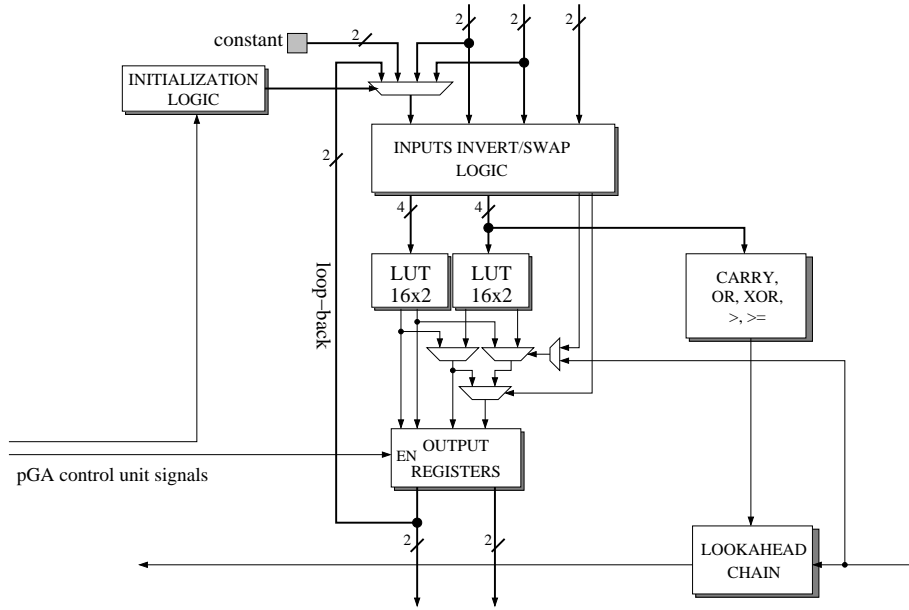 2 2 2
constant 2
INITIALIZATION
LOGIC
2
INPUTS INVERT/SWAP
LOGIC
4 4
loop-back
LUT
16x2
LUT
16x2
CARRY,
OR, XOR,
>, >=
EN
OUTPUT
REGISTERS
pGA control unit signals
2 2
LOOKAHEAD
CHAIN